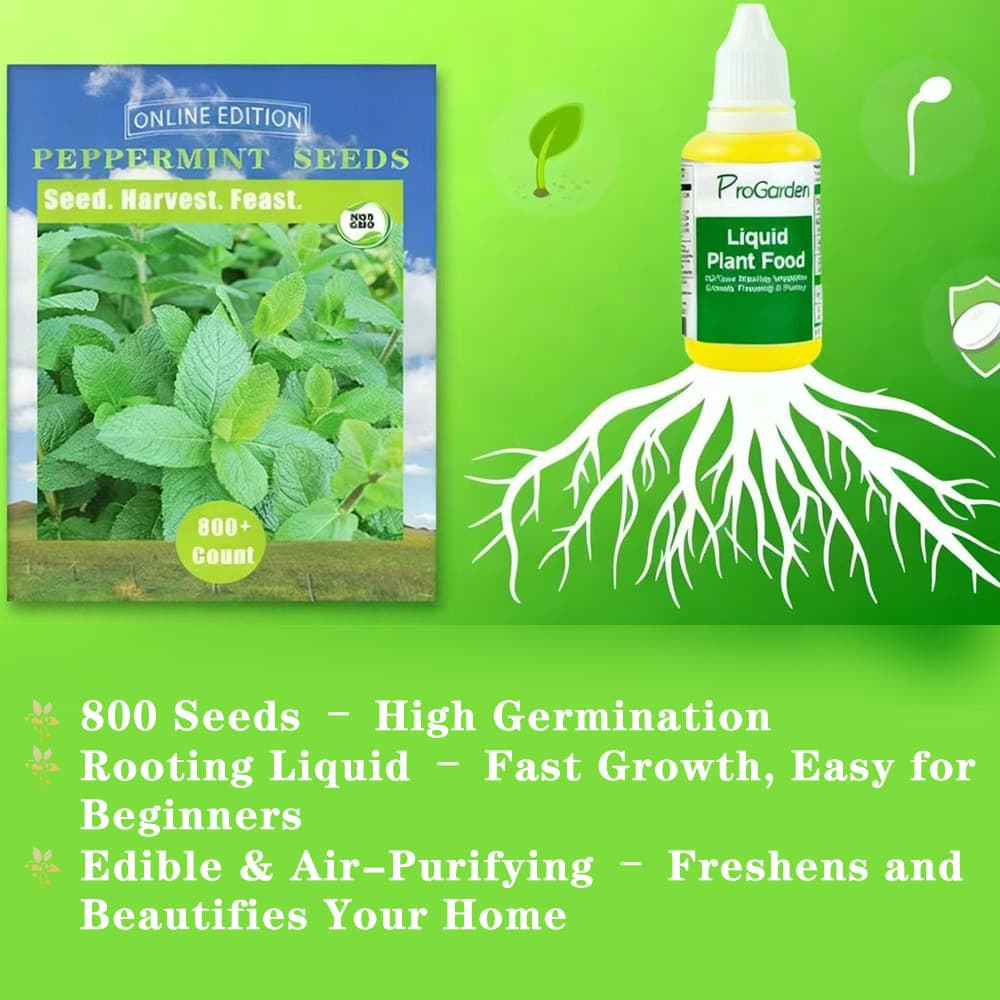 ONLINE EDITION
PEPPERMINT SEEDS
Seed. Harvest. Feast.
NON
GMO
800+
Count
ProGarden
Liquid
Plant Food
800 Seeds － High Germination
Rooting Liquid － Fast Growth, Easy for
Beginners
Edible & Air-Purifying － Freshens and
Beautifies Your Home